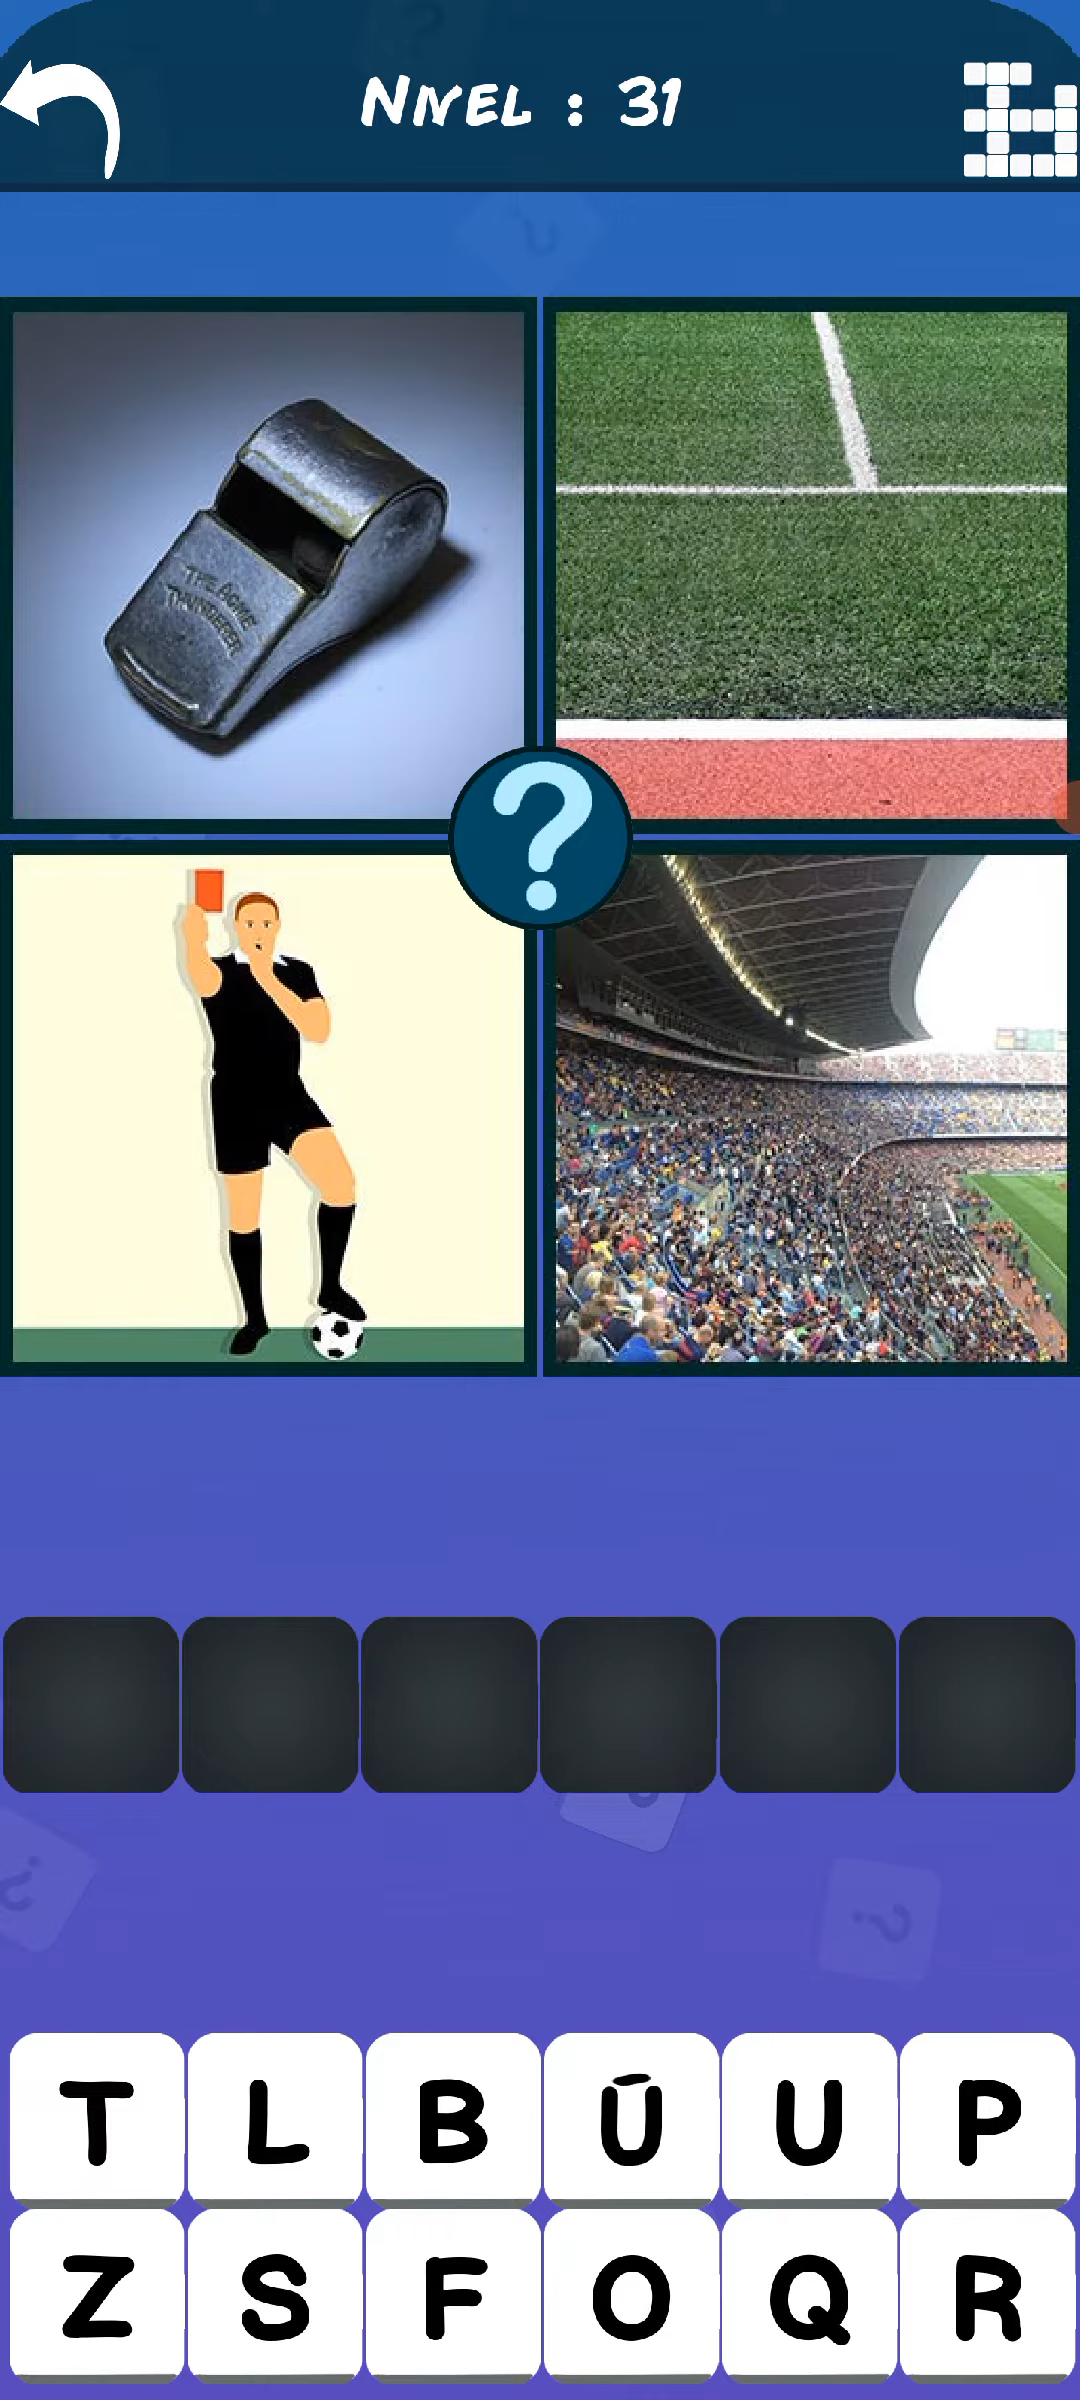 NIVEL : 31
THE ACME
THUNDERER
?
T L B Ú U P
Z S F O Q R